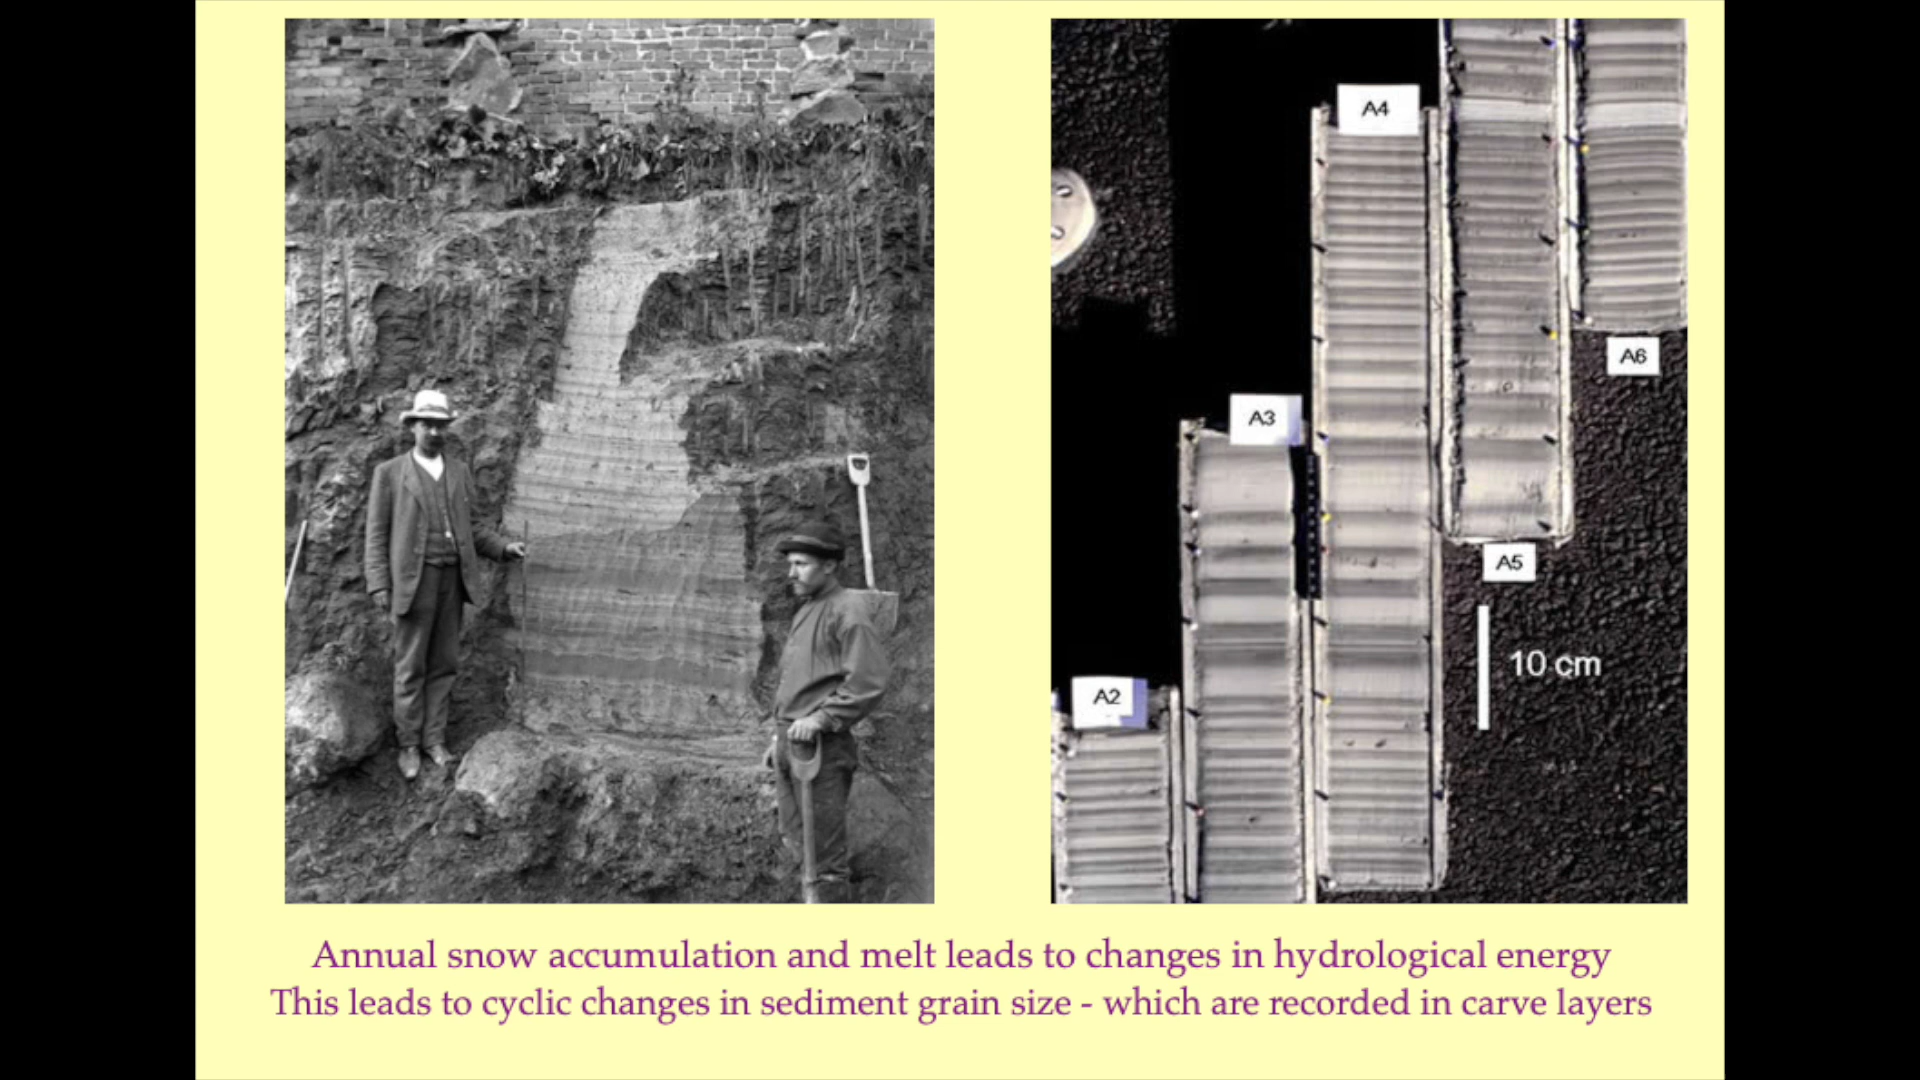 A4
A3
A6
A5
10 cm
A2
Annual snow accumulation and melt leads to changes in hydrological energy
This leads to cyclic changes in sediment grain size - which are recorded in carve layers